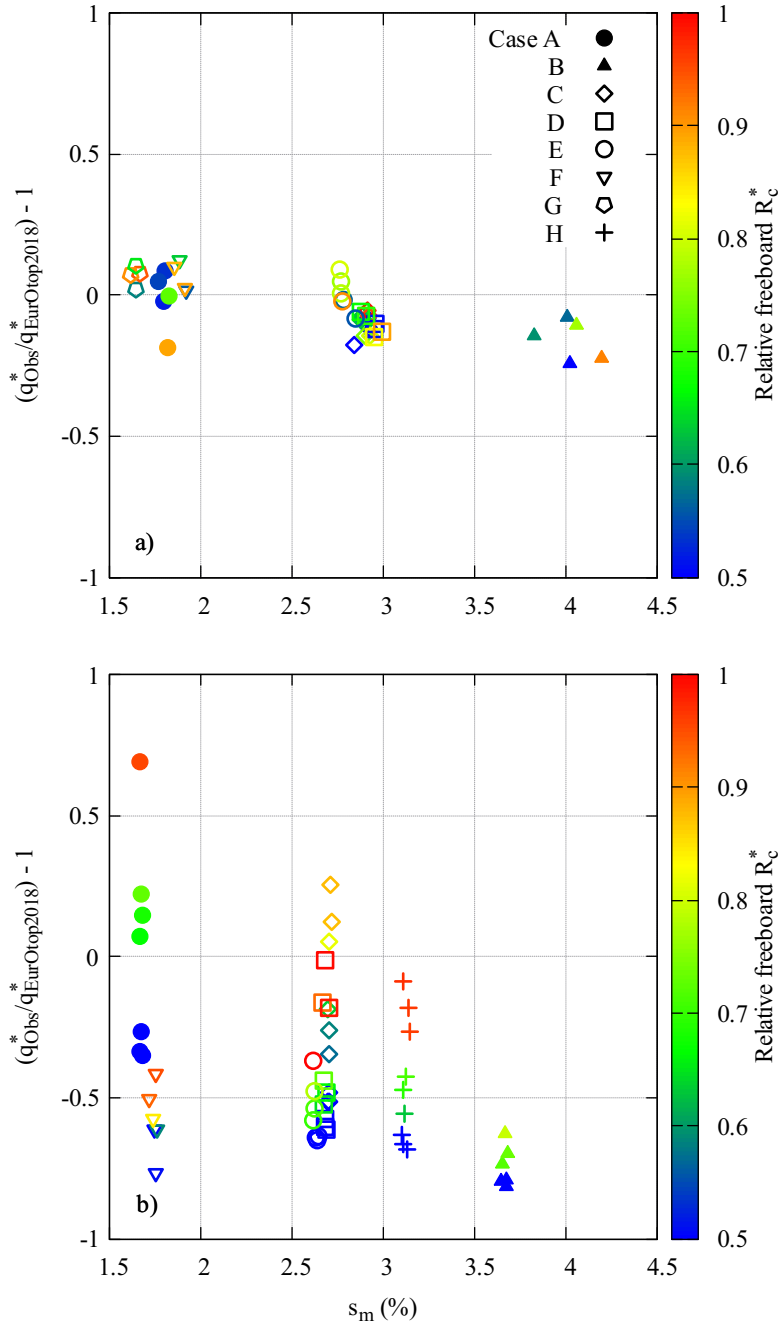 1
0.5
0
-0.5
-1
1.5
2
2.5
3
3.5
4
4.5
(q*Obs/q*EurOtop2018) - 1
a)
Case A
B
C
D
E
F
G
H
1
0.9
0.8
0.7
0.6
0.5
Relative freeboard R*c
1
0.5
0
-0.5
-1
1.5
2
2.5
3
3.5
4
4.5
(q*Obs/q*EurOtop2018) - 1
b)
sm (%)
1
0.9
0.8
0.7
0.6
0.5
Relative freeboard R*c